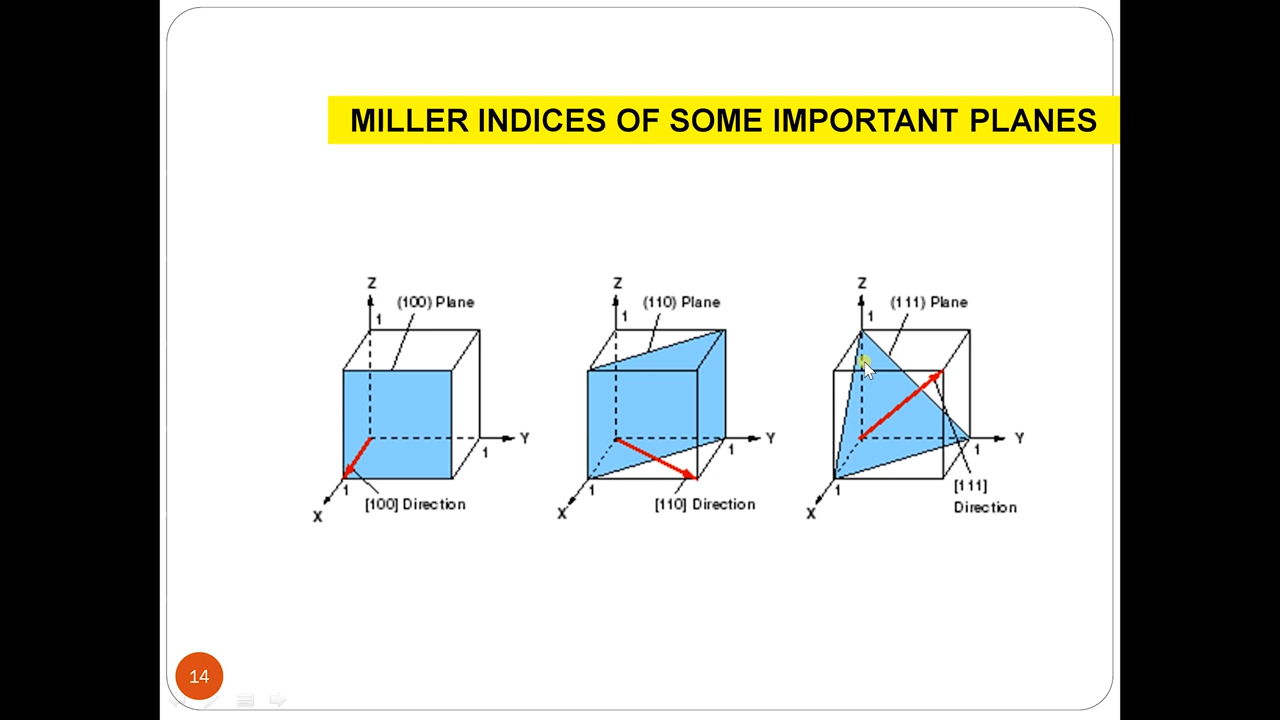 MILLER INDICES OF SOME IMPORTANT PLANES
Z
(100) Plane
1
Y
1
1
[100] Direction
X
Z
(110) Plane
1
Y
1
1
[110] Direction
X
Z
(111) Plane
1
Y
1
1
[111]
Direction
X
14